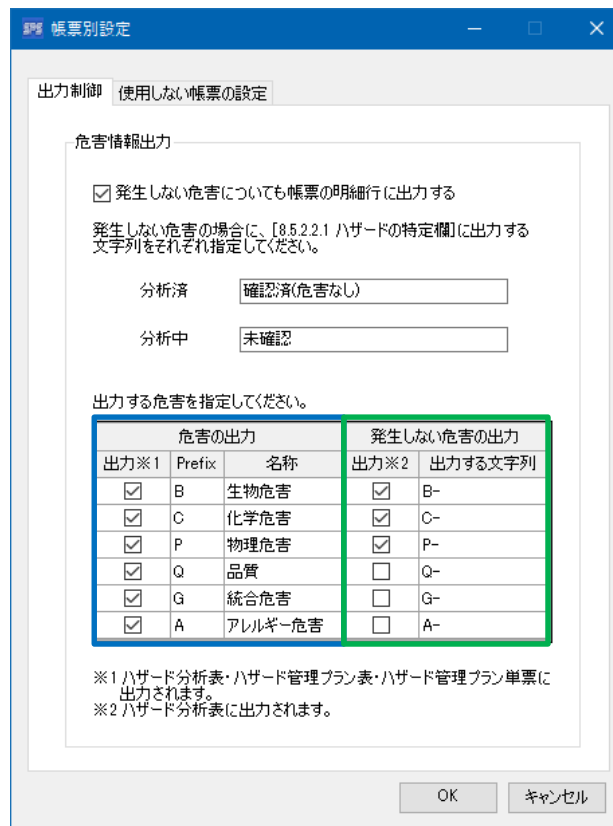 SPS 帳票別設定
出力制御 使用しない帳票の設定
危害情報出力
発生しない危害についても帳票の明細行に出力する
発生しない危害の場合に、[8.5.2.2.1 ハザードの特定欄]に出力する
文字列をそれぞれ指定してください。
分析済 確認済(危害なし)
分析中 未確認
出力する危害を指定してください。
危害の出力 発生しない危害の出力
出力※1 Prefix 名称 出力※2 出力する文字列
B 生物危害 B-
C 化学危害 C-
P 物理危害 P-
Q 品質 Q-
G 統合危害 G-
A アレルギー危害 A-
※1 ハザード分析表・ハザード管理プラン表・ハザード管理プラン単票に
出力されます。
※2 ハザード分析表に出力されます。
OK キャンセル